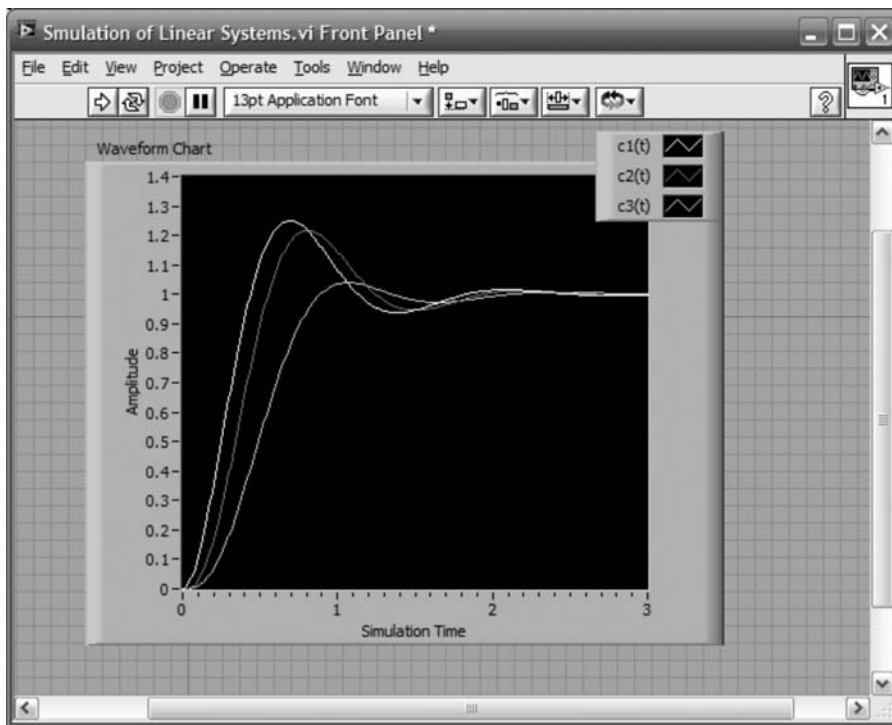 Smulation of Linear Systems.vi Front Panel *
File Edit View Project Operate Tools Window Help
13pt Application Font
?
1
Waveform Chart
c1(t)
c2(t)
c3(t)
1.4
1.3
1.2
1.1
1
0.9
0.8
0.7
0.6
0.5
0.4
0.3
0.2
0.1
0
Amplitude
0 1 2 3
Simulation Time